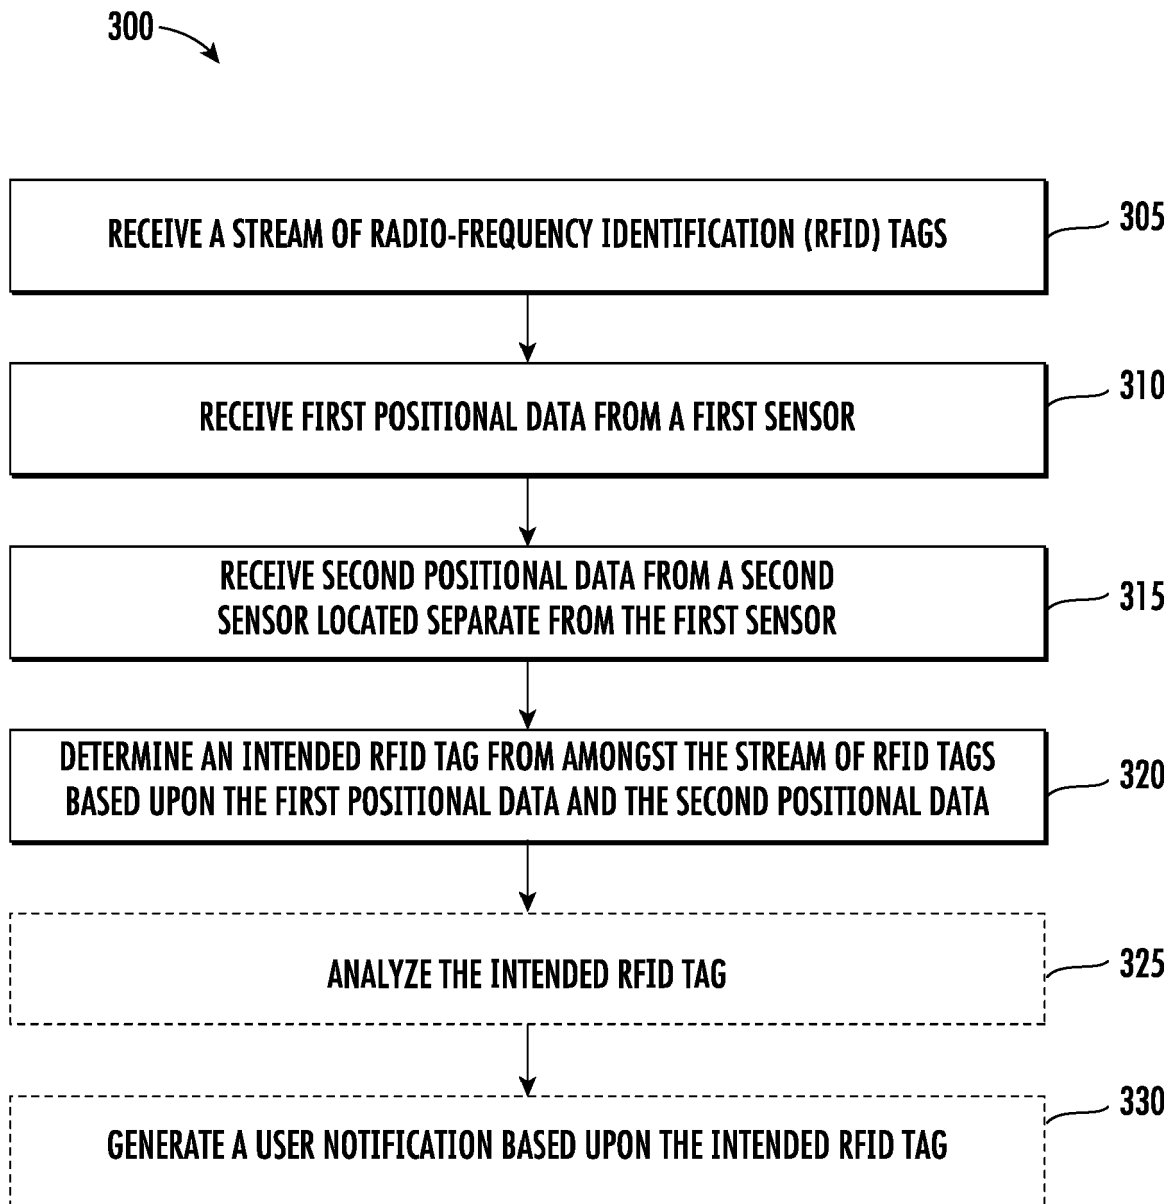 300
RECEIVE A STREAM OF RADIO-FREQUENCY IDENTIFICATION (RFID) TAGS
305
RECEIVE FIRST POSITIONAL DATA FROM A FIRST SENSOR
310
RECEIVE SECOND POSITIONAL DATA FROM A SECOND
SENSOR LOCATED SEPARATE FROM THE FIRST SENSOR
315
DETERMINE AN INTENDED RFID TAG FROM AMONGST THE STREAM OF RFID TAGS
BASED UPON THE FIRST POSITIONAL DATA AND THE SECOND POSITIONAL DATA
320
ANALYZE THE INTENDED RFID TAG
325
GENERATE A USER NOTIFICATION BASED UPON THE INTENDED RFID TAG
330